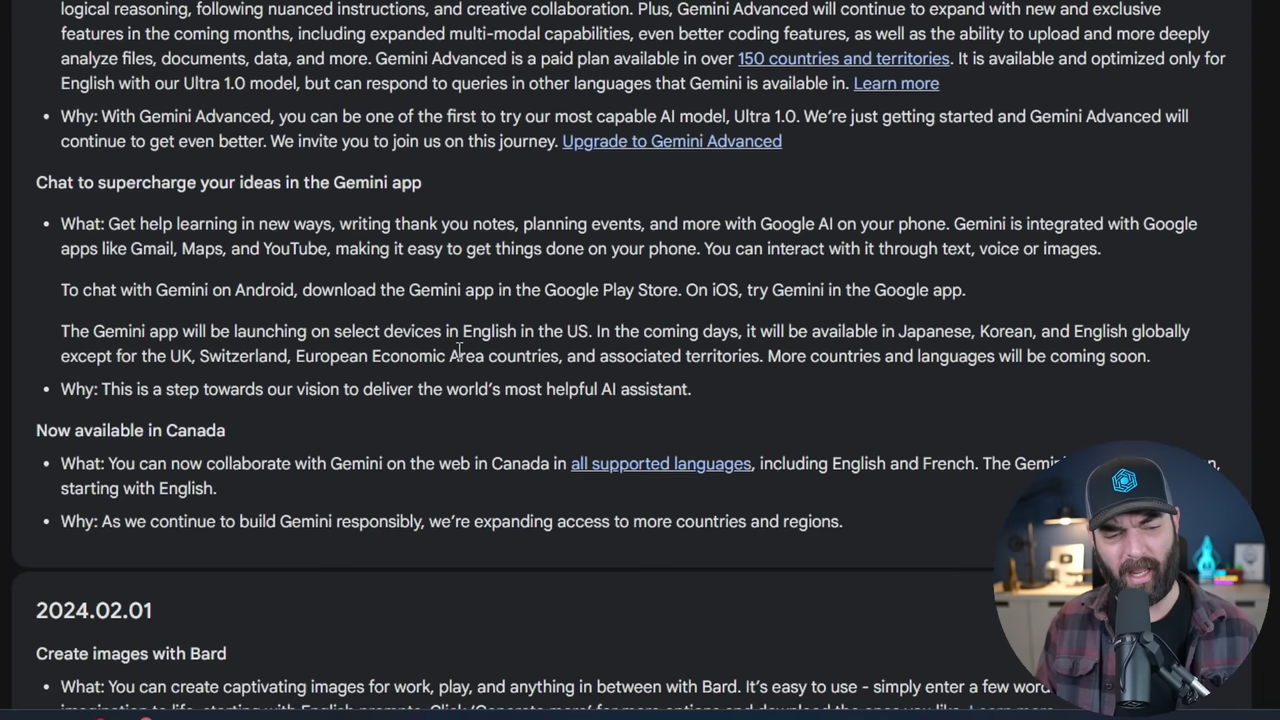 logical reasoning, following nuanced instructions, and creative collaboration. Plus, Gemini Advanced will continue to expand with new and exclusive
features in the coming months, including expanded multi-modal capabilities, even better coding features, as well as the ability to upload and more deeply
analyze files, documents, data, and more. Gemini Advanced is a paid plan available in over 150 countries and territories. It is available and optimized only for
English with our Ultra 1.0 model, but can respond to queries in other languages that Gemini is available in. Learn more
• Why: With Gemini Advanced, you can be one of the first to try our most capable AI model, Ultra 1.0. We’re just getting started and Gemini Advanced will
continue to get even better. We invite you to join us on this journey. Upgrade to Gemini Advanced
Chat to supercharge your ideas in the Gemini app
• What: Get help learning in new ways, writing thank you notes, planning events, and more with Google AI on your phone. Gemini is integrated with Google
apps like Gmail, Maps, and YouTube, making it easy to get things done on your phone. You can interact with it through text, voice or images.
To chat with Gemini on Android, download the Gemini app in the Google Play Store. On iOS, try Gemini in the Google app.
The Gemini app will be launching on select devices in English in the US. In the coming days, it will be available in Japanese, Korean, and English globally
except for the UK, Switzerland, European Economic Area countries, and associated territories. More countries and languages will be coming soon.
• Why: This is a step towards our vision to deliver the world’s most helpful AI assistant.
Now available in Canada
• What: You can now collaborate with Gemini on the web in Canada in all supported languages, including English and French. The
starting with English.
• Why: As we continue to build Gemini responsibly, we’re expanding access to more countries and regions.
2024.02.01
Create images with Bard
• What: You can create captivating images for work, play, and anything in between with Bard. It’s easy to use - simply enter a few